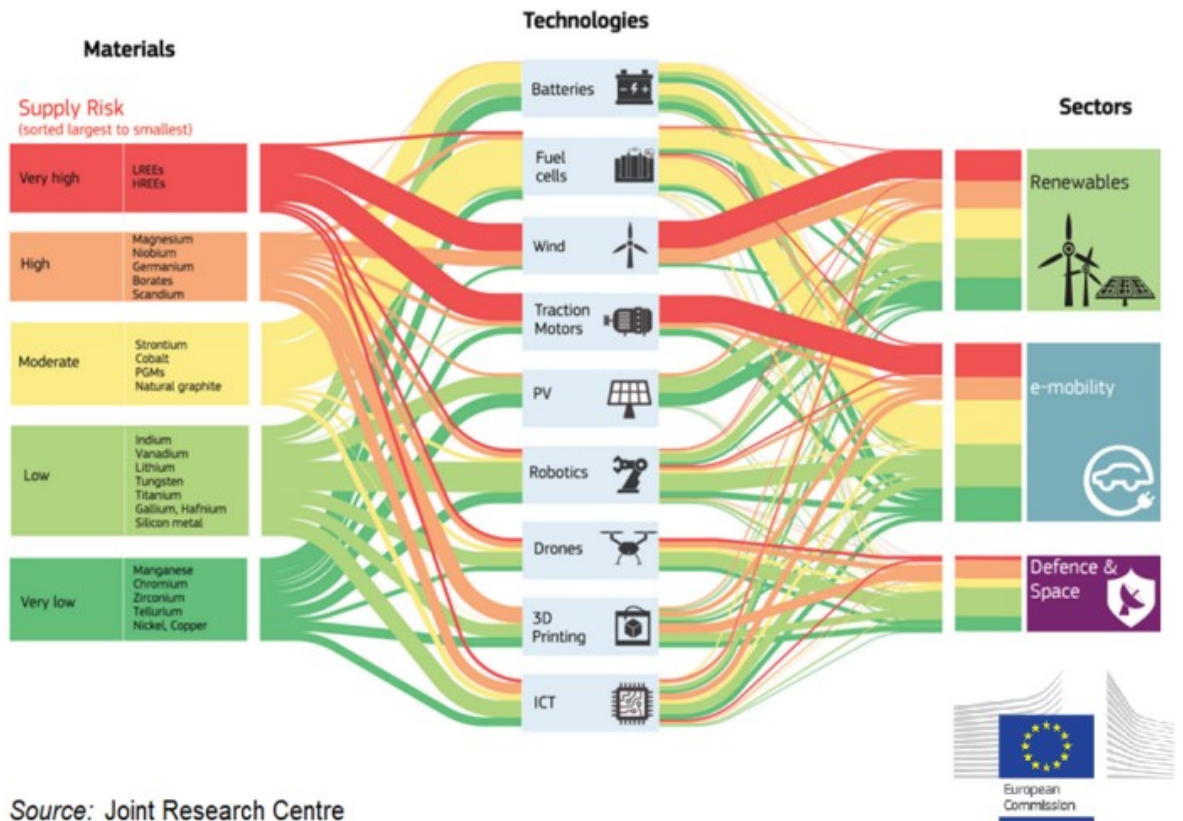 Technologies
Materials
Supply Risk
(sorted largest to smallest)
Sectors
Very high
LREEs
HREEs
High
Magnesium
Niobium
Germanium
Borates
Scandium
Moderate
Strontium
Cobalt
PGMs
Natural graphite
Low
Indium
Vanadium
Lithium
Tungsten
Titanium
Gallium, Hafnium
Silicon metal
Very low
Manganese
Chromium
Zirconium
Tellurium
Nickel, Copper
Batteries
Fuel
cells
Wind
Traction
Motors
PV
Robotics
Drones
3D
Printing
ICT
Renewables
e-mobility
Defence &
Space
European
Commission
Source: Joint Research Centre